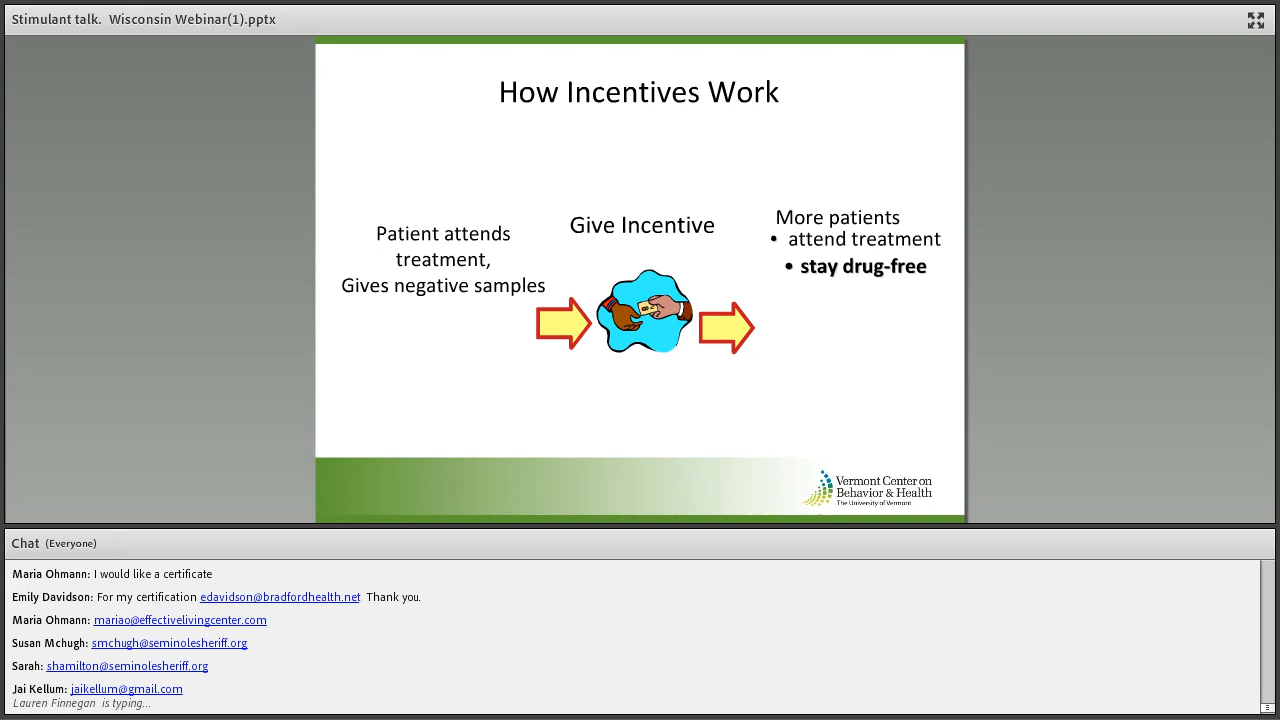 Stimulant talk. Wisconsin Webinar(1).pptx
How Incentives Work
Patient attends
treatment,
Gives negative samples
Give Incentive
More patients
• attend treatment
• stay drug-free
Vermont Center on
Behavior & Health
The University of Vermont
Chat (Everyone)
Maria Ohmann: I would like a certificate
Emily Davidson: For my certification edavidson@bradfordhealth.net Thank you.
Maria Ohmann: mariao@effectivelivingcenter.com
Susan Mchugh: smchugh@seminolesheriff.org
Sarah: shamilton@seminolesheriff.org
Jai Kellum: jaikellum@gmail.com
Lauren Finnegan is typing...